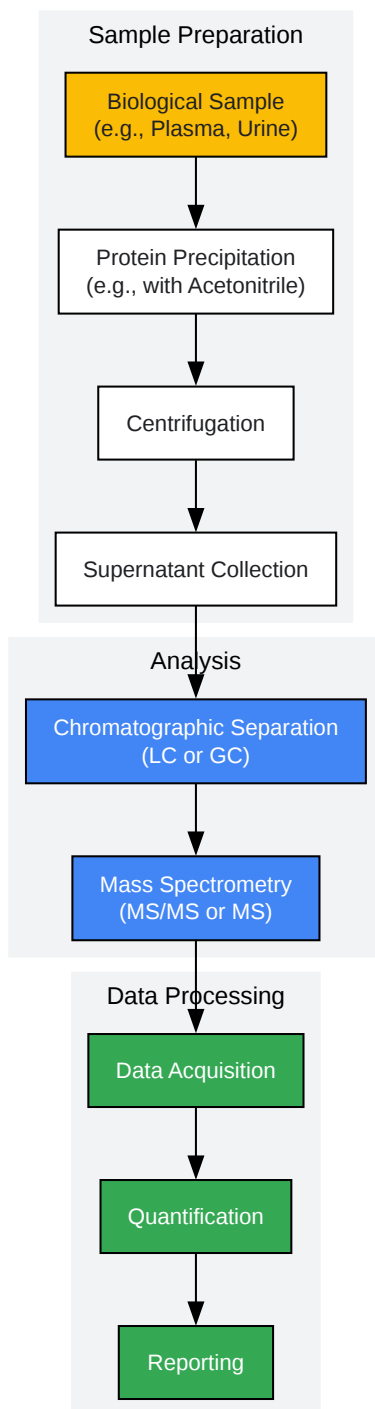 Sample Preparation
Biological Sample
(e.g., Plasma, Urine)
Protein Precipitation
(e.g., with Acetonitrile)
Centrifugation
Supernatant Collection
Analysis
Chromatographic Separation
(LC or GC)
Mass Spectrometry
(MS/MS or MS)
Data Processing
Data Acquisition
Quantification
Reporting